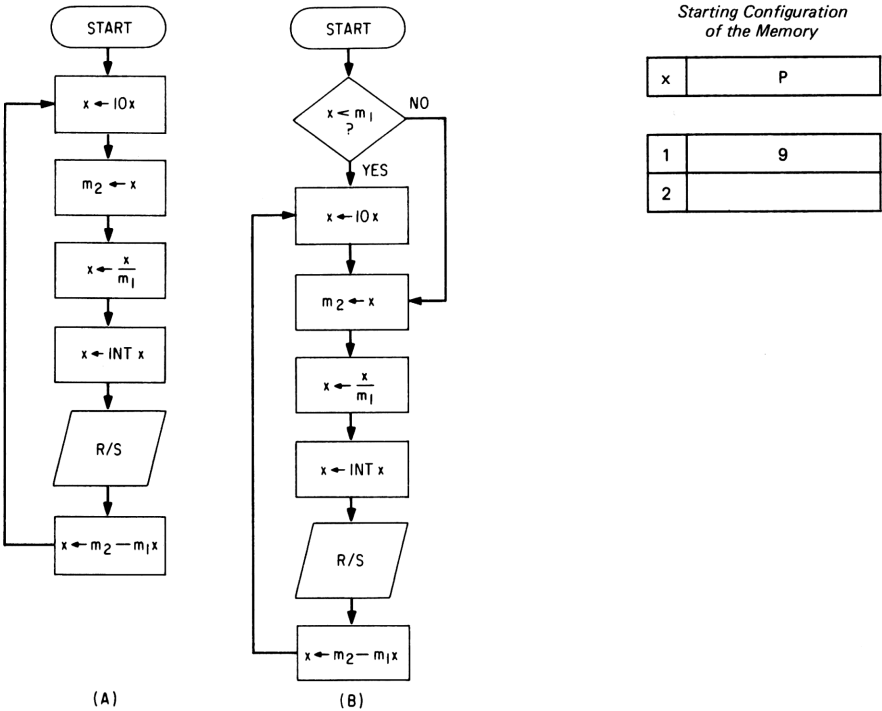 START
x ← 10x
m₂ ← x
x ← x/m₁
x ← INT x
R/S
x ← m₂ — m₁x
(A)
START
x < m₁
?
NO
YES
x ← 10x
m₂ ← x
x ← x/m₁
x ← INT x
R/S
x ← m₂ — m₁x
(B)
Starting Configuration
of the Memory
x P
1 9
2